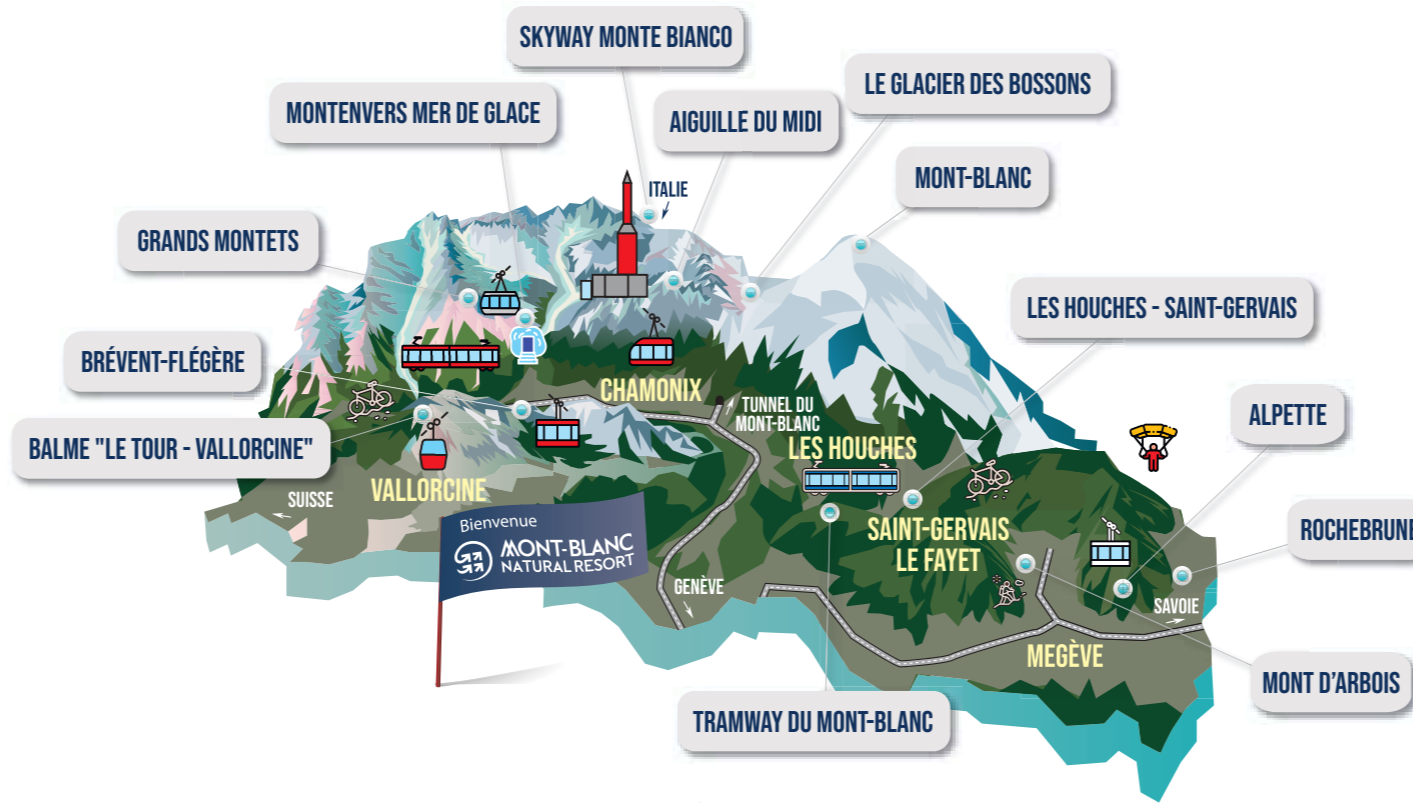 SKYWAY MONTE BIANCO
LE GLACIER DES BOSSONS
MONTENVERS MER DE GLACE
AIGUILLE DU MIDI
MONT-BLANC
ITALIE
GRANDS MONTETS
LES HOUCHES - SAINT-GERVAIS
BRÉVENT-FLÉGÈRE
CHAMONIX
TUNNEL DU
MONT-BLANC
ALPETTE
BALME "LE TOUR - VALLORCINE"
LES HOUCHES
VALLORCINE
SUISSE
SAINT-GERVAIS
LE FAYET
ROCHEBRUNE
Bienvenue
MONT-BLANC
NATURAL RESORT
GENÈVE
SAVOIE
MEGÈVE
MONT D'ARBOIS
TRAMWAY DU MONT-BLANC